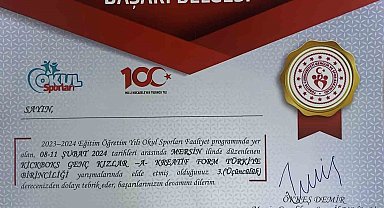 BAŞARI BELGESİ
OKUL
Sporları
100
SAYIN,
2023-2024 Eğitim Öğretim Yılı Okul Sporları Faaliyet programında yer
alan, 08-11 ŞUBAT 2024 tarihleri arasında MERSİN ilinde düzenlenen
KICKBOKS GENÇ KIZLAR –A- KREATİF FORM TÜRKİYE
BİRİNCİLİĞİ yarışmalarında elde etmiş olduğunuz 3.(Üçüncülük)
derecenizden dolayı tebrik eder, başarılarınızın devamını dilerim.
ÖKKEŞ DEMİR